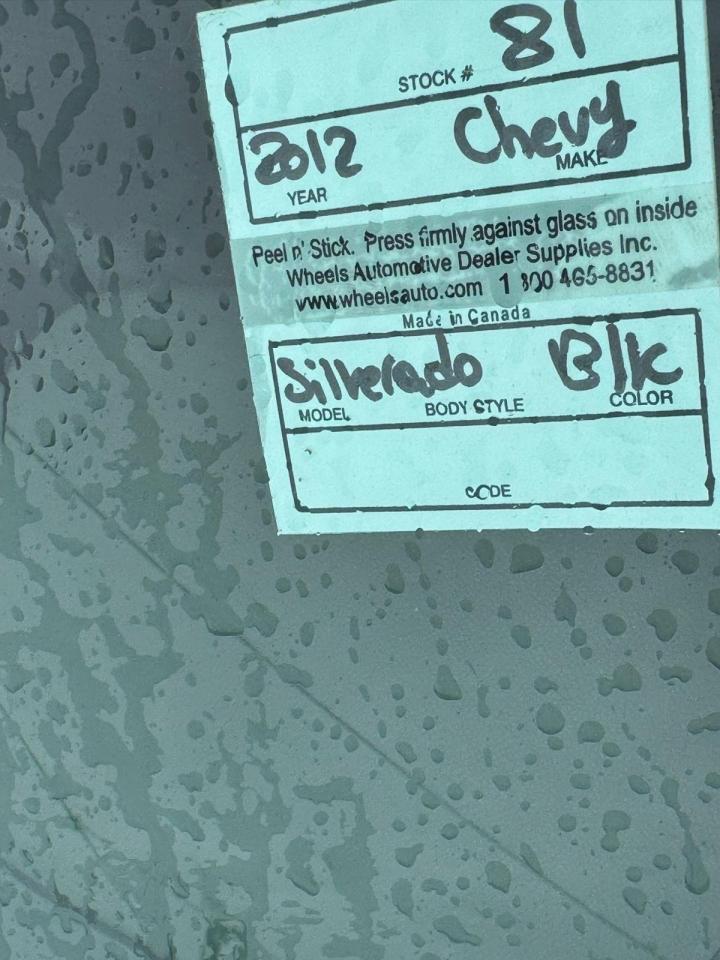 81
STOCK #
2012 Chevy
YEAR MAKE
Peel n' Stick. Press firmly against glass on inside
Wheels Automotive Dealer Supplies Inc.
www.wheelsauto.com 1 800 465-8831
Made in Canada
Silverado Blk
MODEL BODY STYLE COLOR
CODE